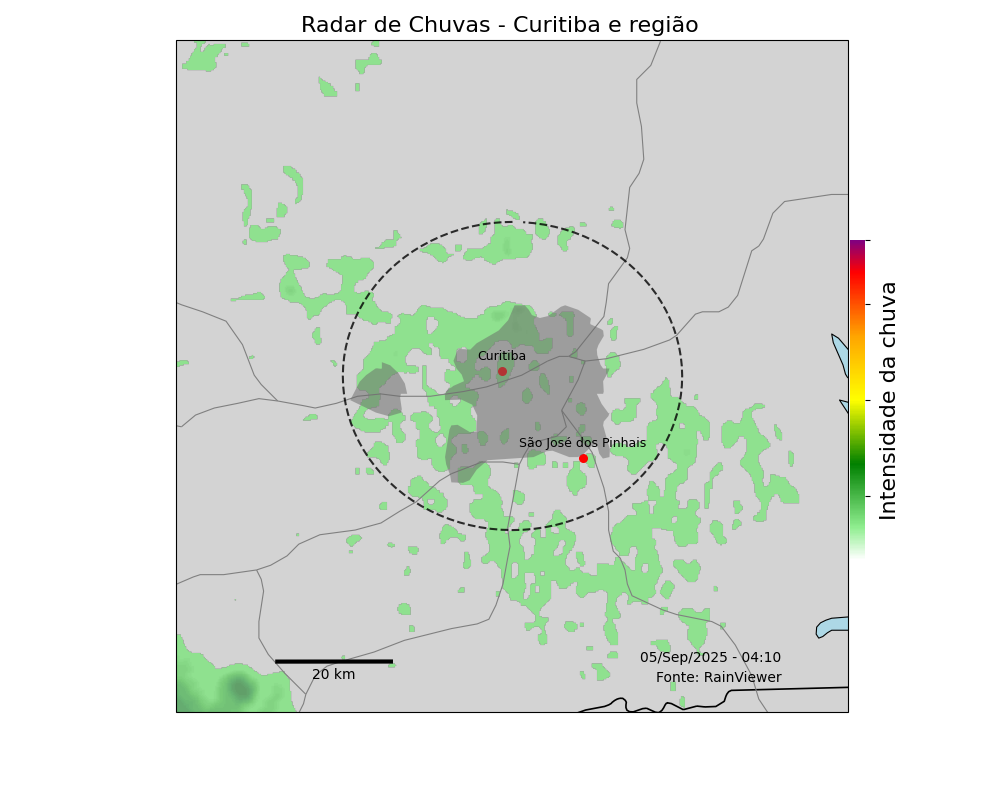 Radar de Chuvas - Curitiba e região
Curitiba
São José dos Pinhais
Intensidade da chuva
05/Sep/2025 - 04:10
Fonte: RainViewer
20 km